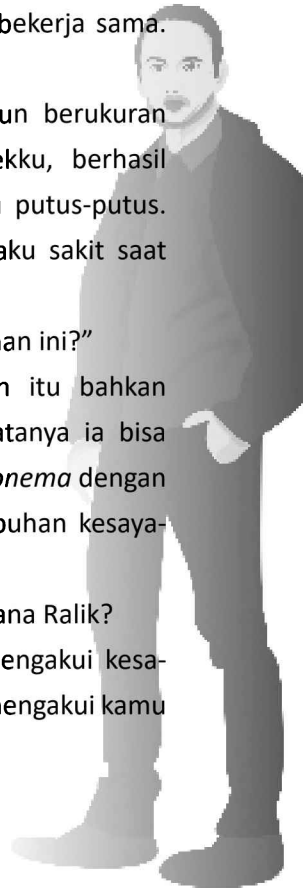 bekerja sama.
un berukuran
ekku, berhasil
putus-putus.
aku sakit saat
an ini?”
itu bahkan
atanya ia bisa
onema dengan
buhan kesaya-
ana Ralik?
engakui kesa-
mengakui kamu